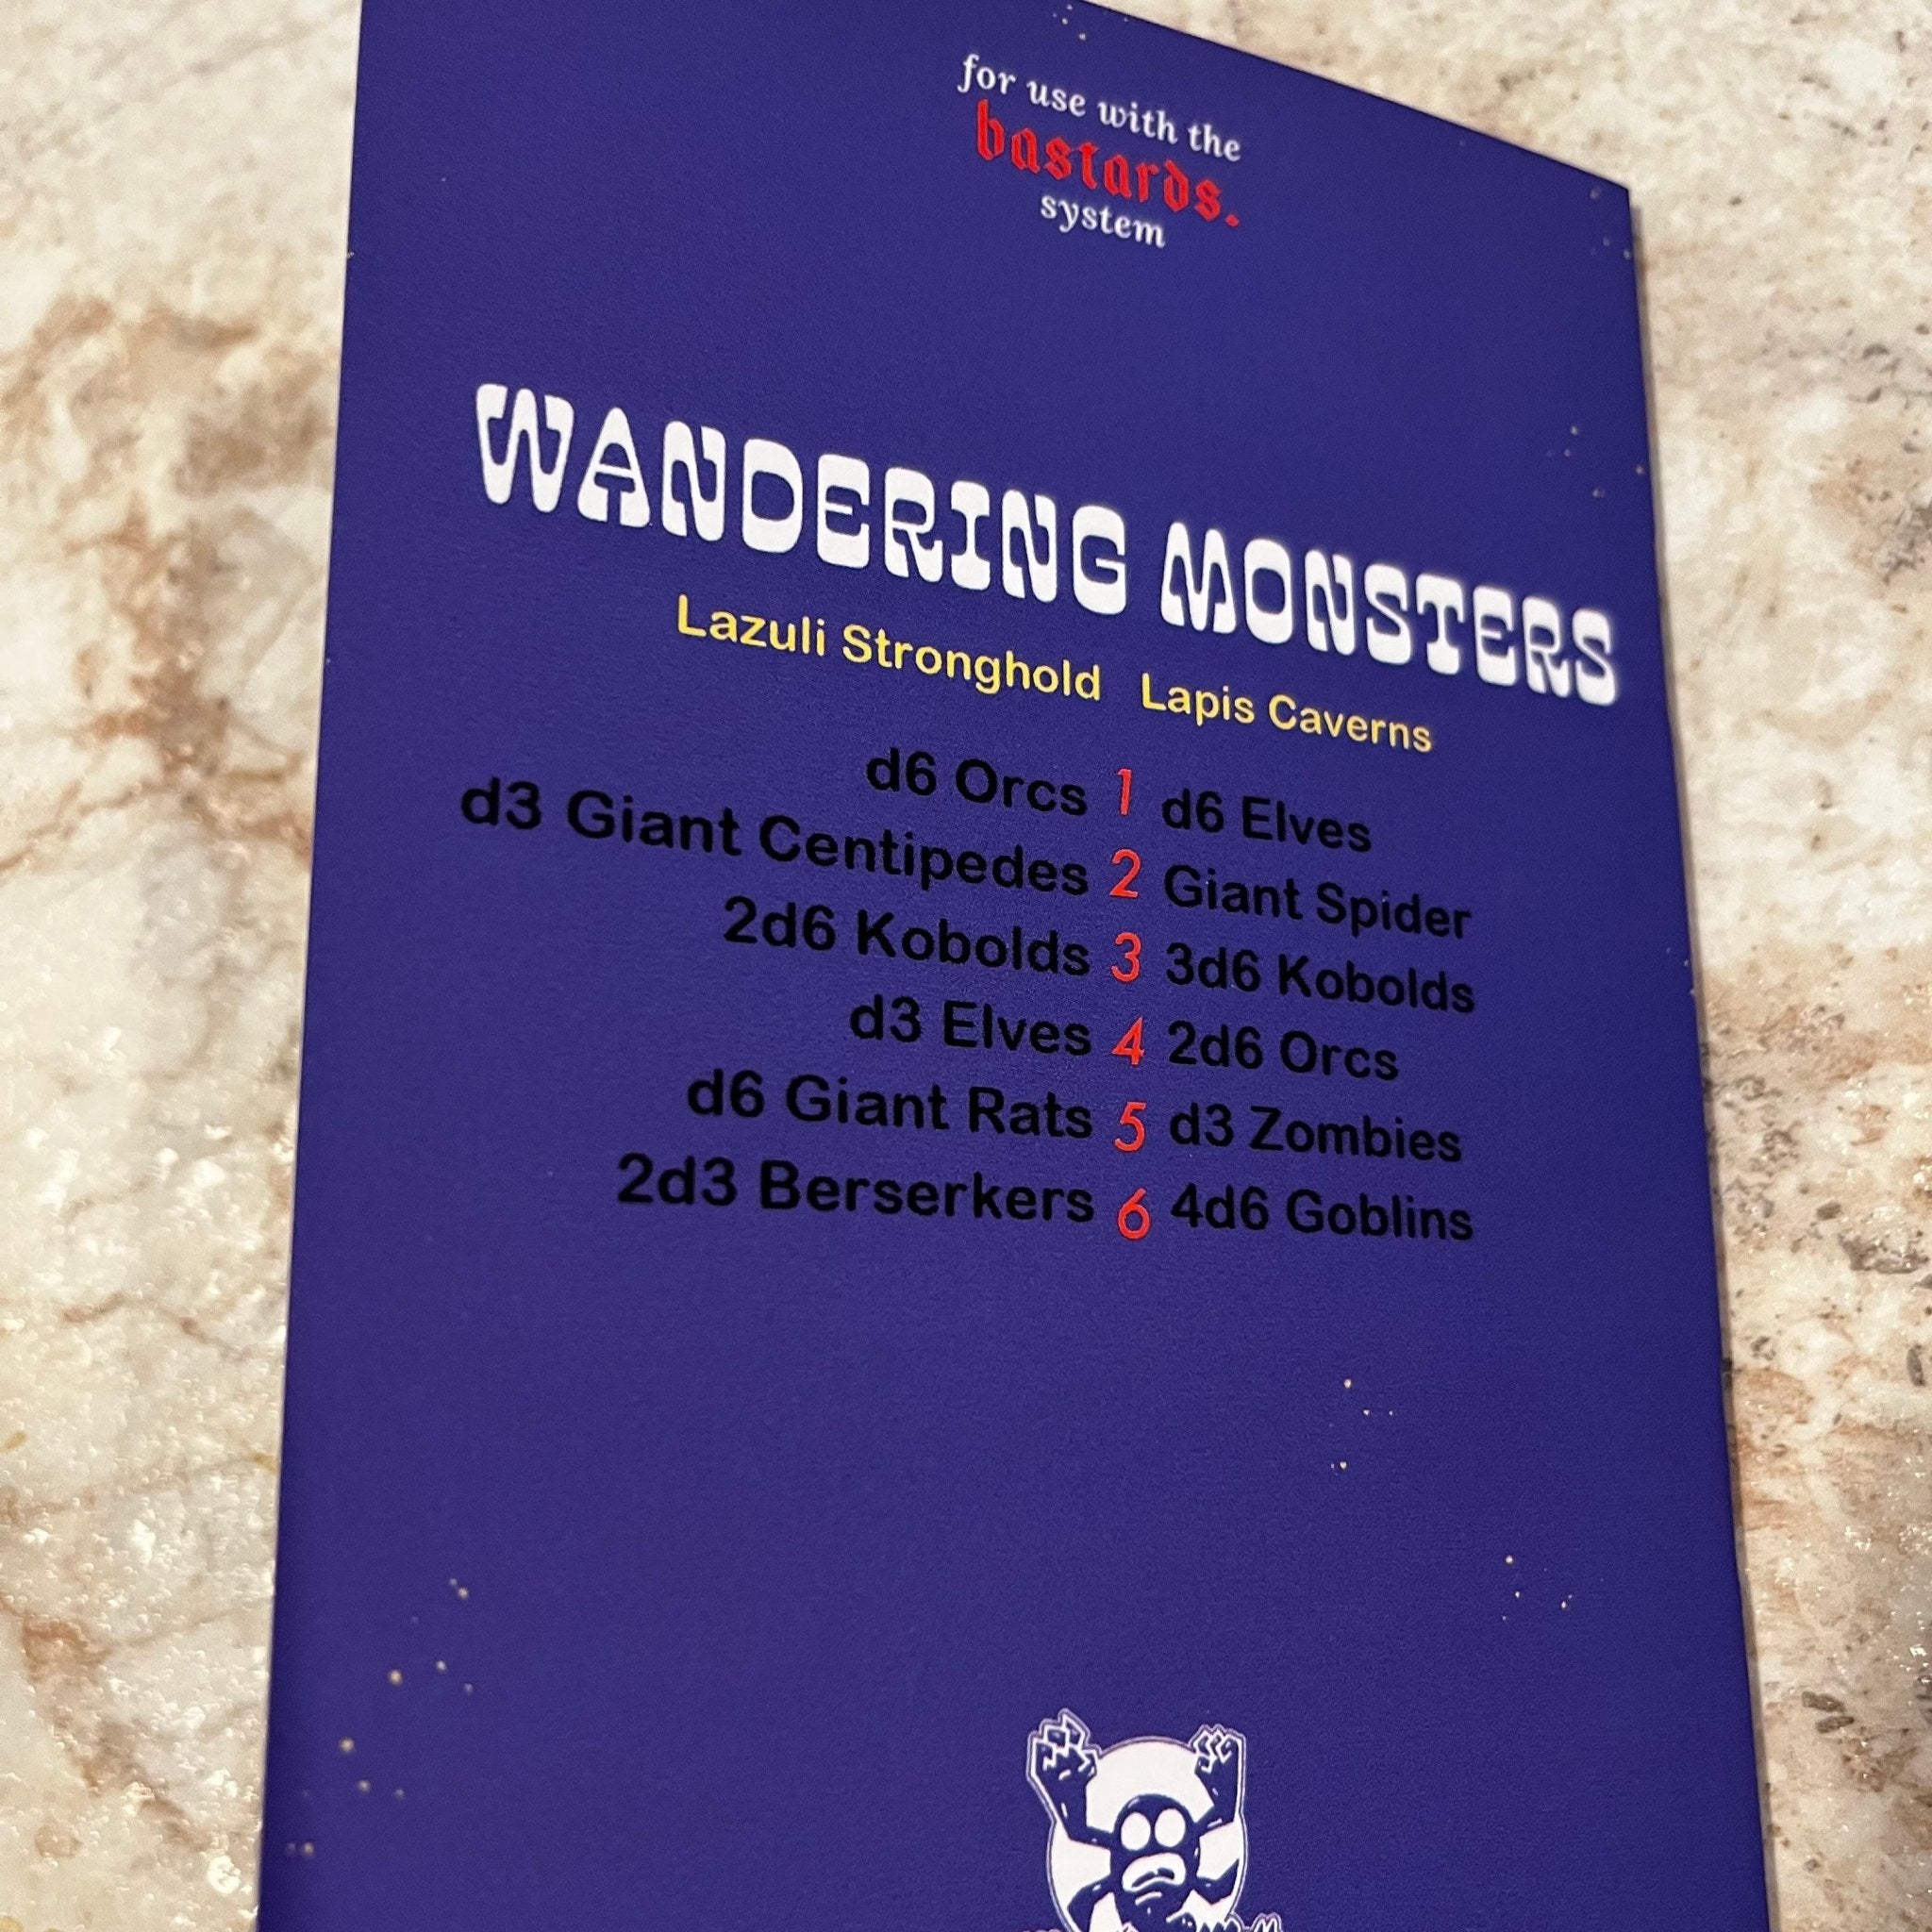 for use with the
bastards.
system
WANDERING MONSTERS
Lazuli Stronghold Lapis Caverns
d6 Orcs 1 d6 Elves
d3 Giant Centipedes 2 Giant Spider
2d6 Kobolds 3 3d6 Kobolds
d3 Elves 4 2d6 Orcs
d6 Giant Rats 5 d3 Zombies
2d3 Berserkers 6 4d6 Goblins